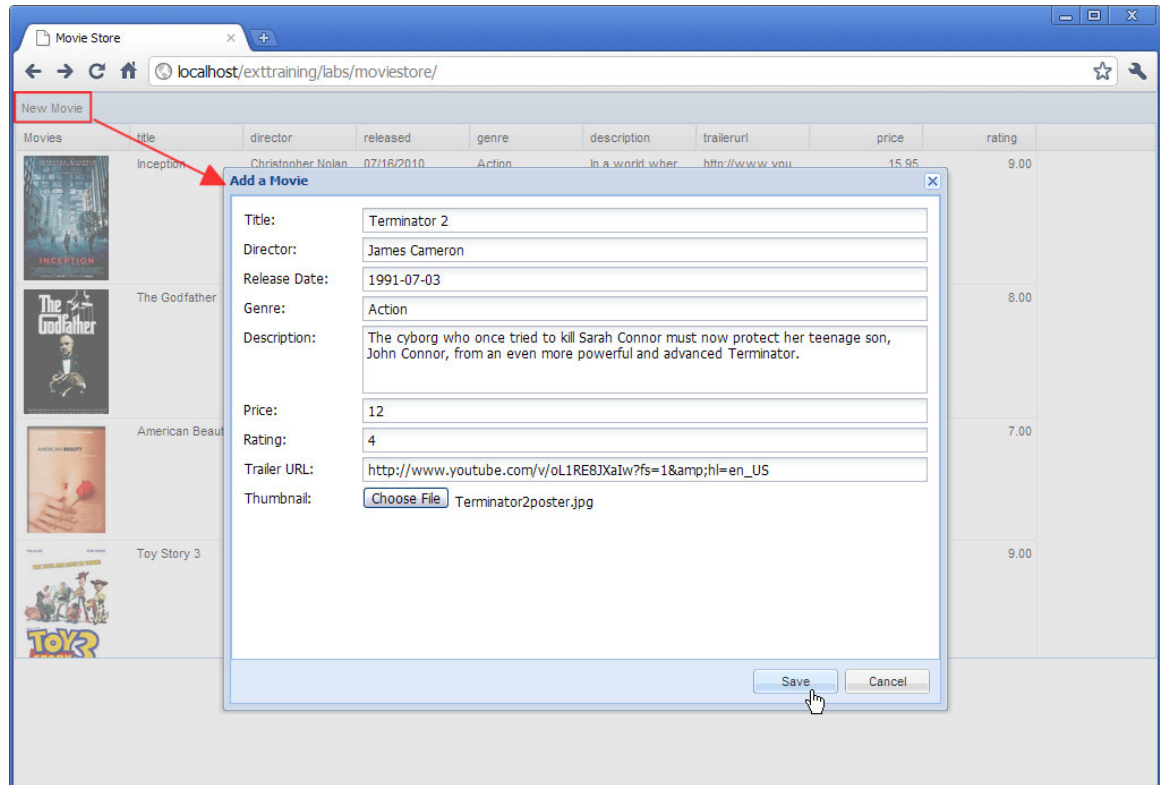 Movie Store
localhost/exttraining/labs/moviestore/
New Movie
Movies title director released genre description trailerurl price rating
Inception Christopher Nolan 07/16/2010 Action In a world wher http://www.you 15.95 9.00
INCEPTION
The Godfather 8.00
The
Godfather
American Beaut 7.00
AMERICAN BEAUTY
Toy Story 3 9.00
TOY
STORY 3
Add a Movie
Title: Terminator 2
Director: James Cameron
Release Date: 1991-07-03
Genre: Action
Description: The cyborg who once tried to kill Sarah Connor must now protect her teenage son,
John Connor, from an even more powerful and advanced Terminator.
Price: 12
Rating: 4
Trailer URL: http://www.youtube.com/v/oL1RE8JXaIw?fs=1&amp;hl=en_US
Thumbnail: Choose File Terminator2poster.jpg
Save Cancel